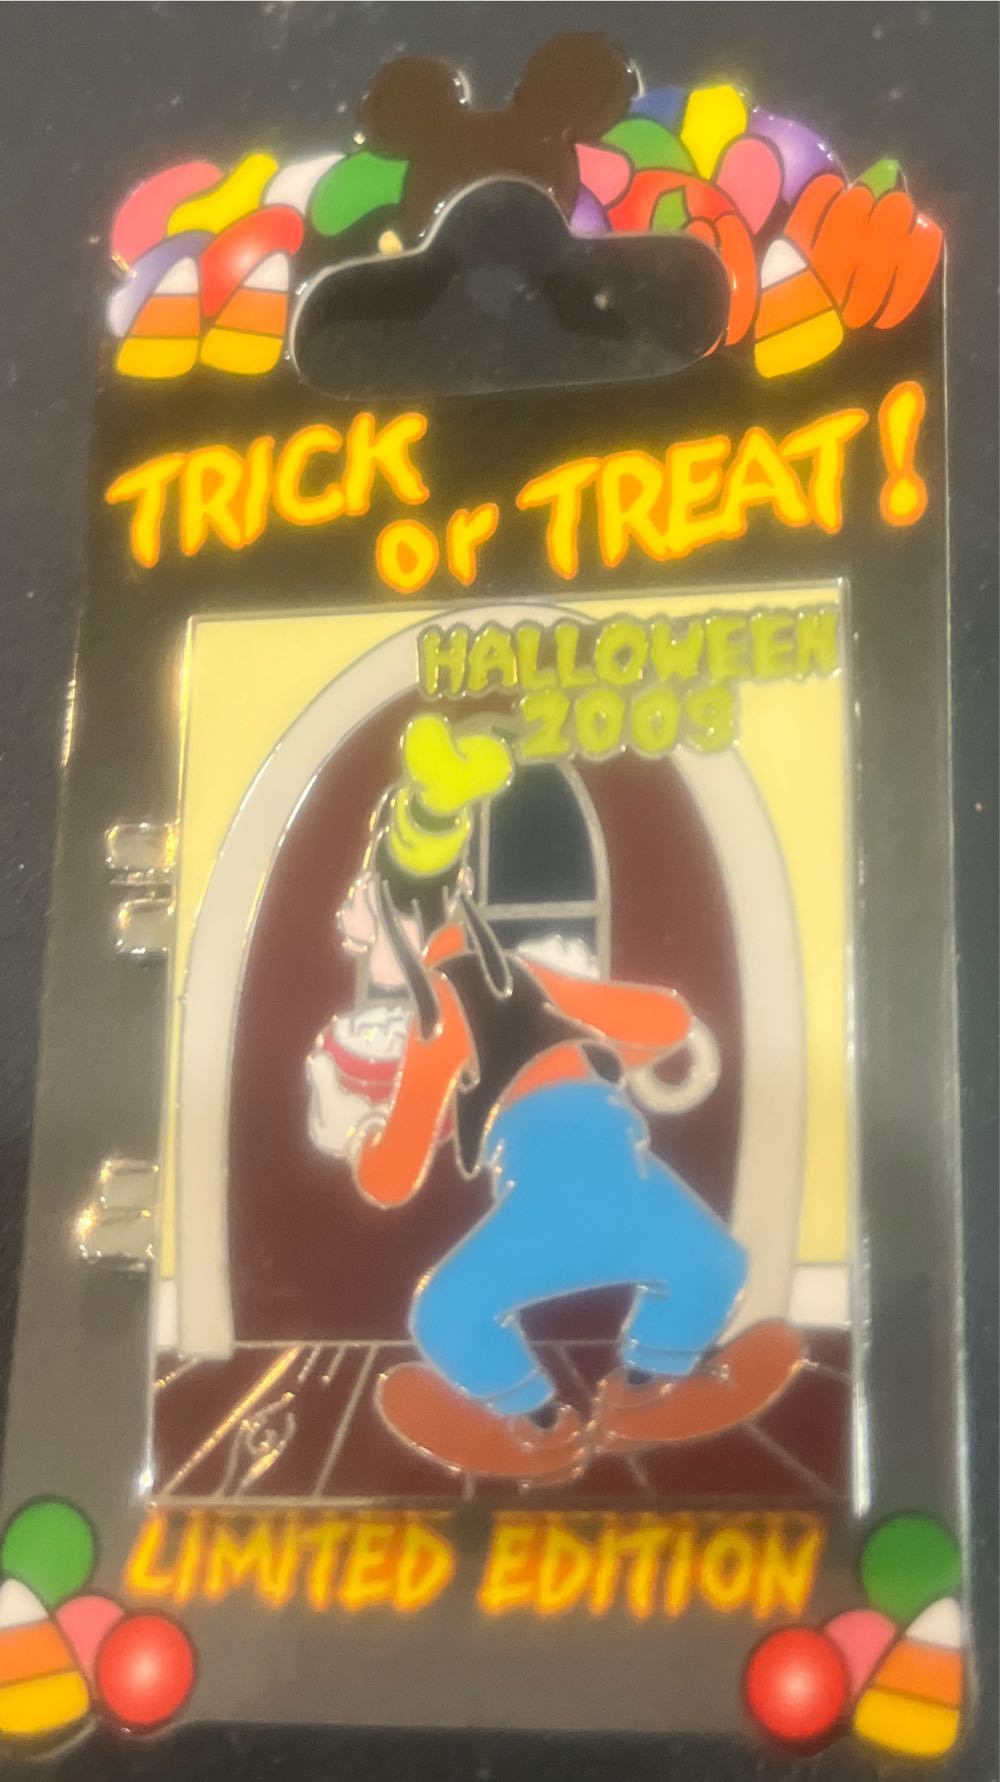 TRICK or TREAT!
HALLOWEEN
2009
LIMITED EDITION